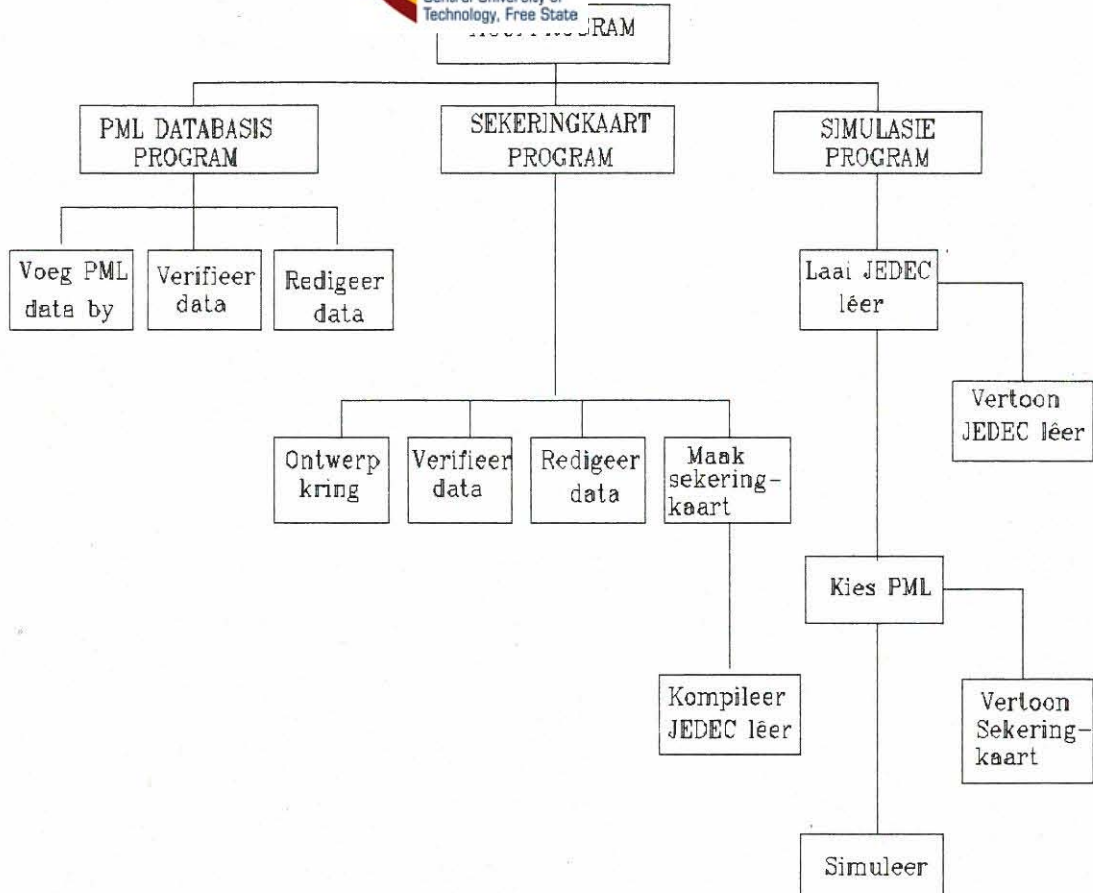 Technology, Free State
PML DATABASIS
PROGRAM
SEKERINGKAART
PROGRAM
SIMULASIE
PROGRAM
Voeg PML
data by
Verifieer
data
Redigeer
data
Laai JEDEC
lêer
Vertoon
JEDEC lêer
Ontwerp
kring
Verifieer
data
Redigeer
data
Maak
sekering-
kaart
Kies PML
Kompileer
JEDEC lêer
Vertoon
Sekering-
kaart
Simuleer